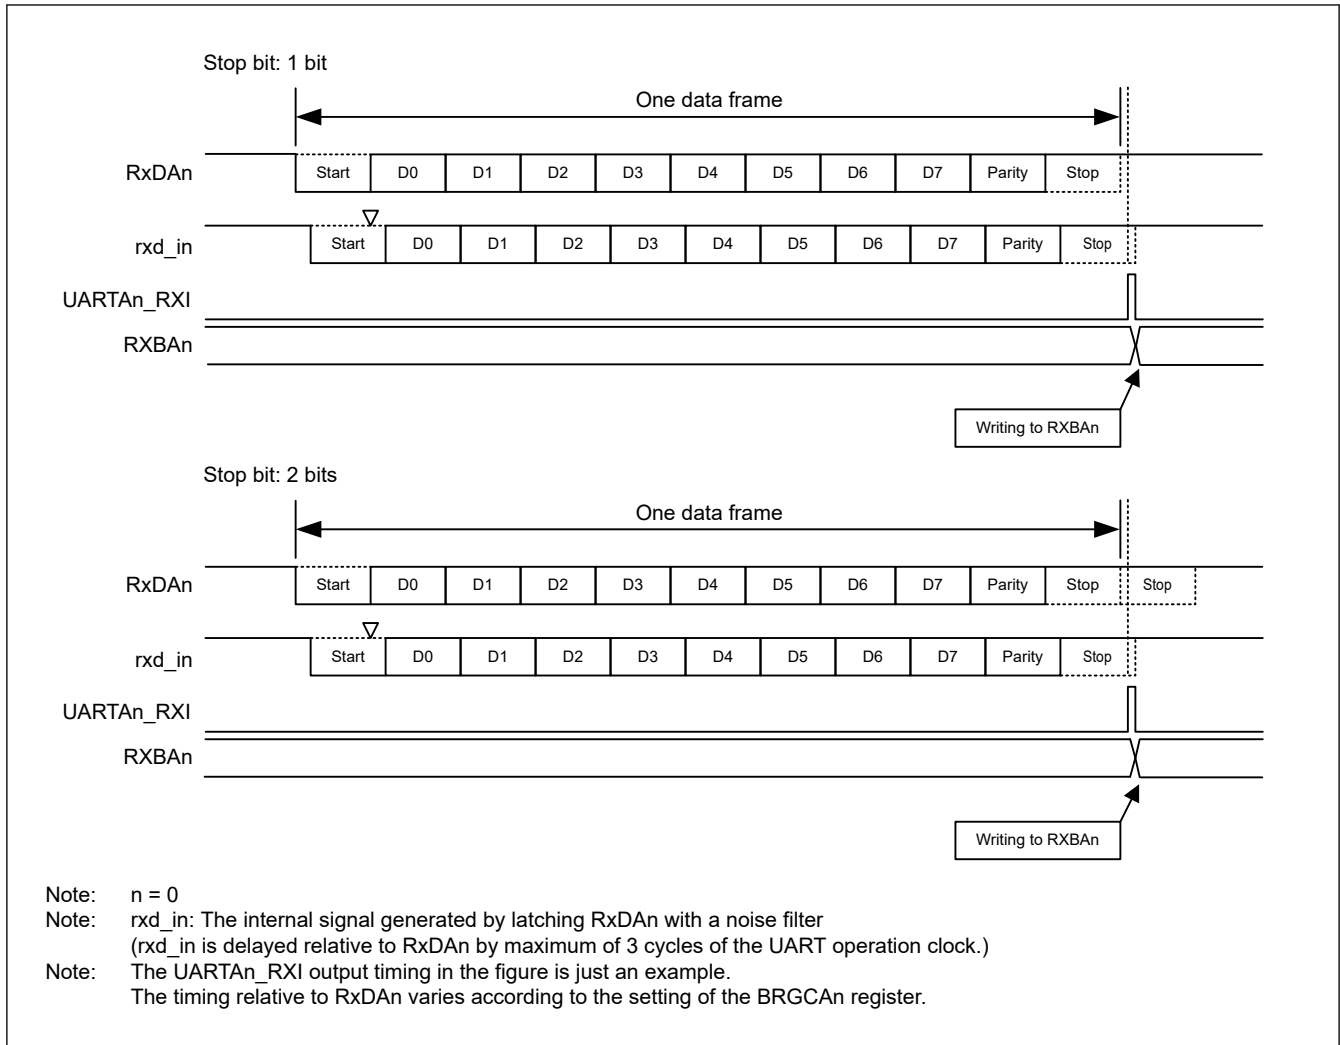 Stop bit: 1 bit
One data frame
RxDAn Start D0 D1 D2 D3 D4 D5 D6 D7 Parity Stop
rxd_in Start D0 D1 D2 D3 D4 D5 D6 D7 Parity Stop
UARTAn_RXI
RXBAn
Writing to RXBAn
Stop bit: 2 bits
One data frame
RxDAn Start D0 D1 D2 D3 D4 D5 D6 D7 Parity Stop Stop
rxd_in Start D0 D1 D2 D3 D4 D5 D6 D7 Parity Stop
UARTAn_RXI
RXBAn
Writing to RXBAn
Note: n = 0
Note: rxd_in: The internal signal generated by latching RxDAn with a noise filter
(rxd_in is delayed relative to RxDAn by maximum of 3 cycles of the UART operation clock.)
Note: The UARTAn_RXI output timing in the figure is just an example.
The timing relative to RxDAn varies according to the setting of the BRGCAn register.